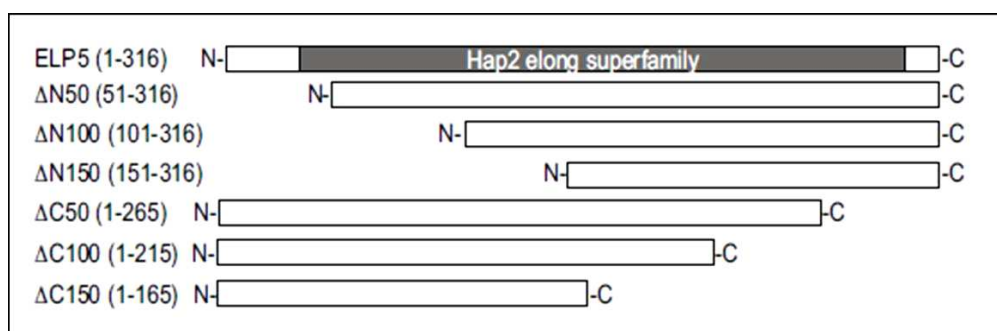 ELP5 (1-316) N- Hap2 elong superfamily -C
ΔN50 (51-316) N- -C
ΔN100 (101-316) N- -C
ΔN150 (151-316) N- -C
ΔC50 (1-265) N- -C
ΔC100 (1-215) N- -C
ΔC150 (1-165) N- -C